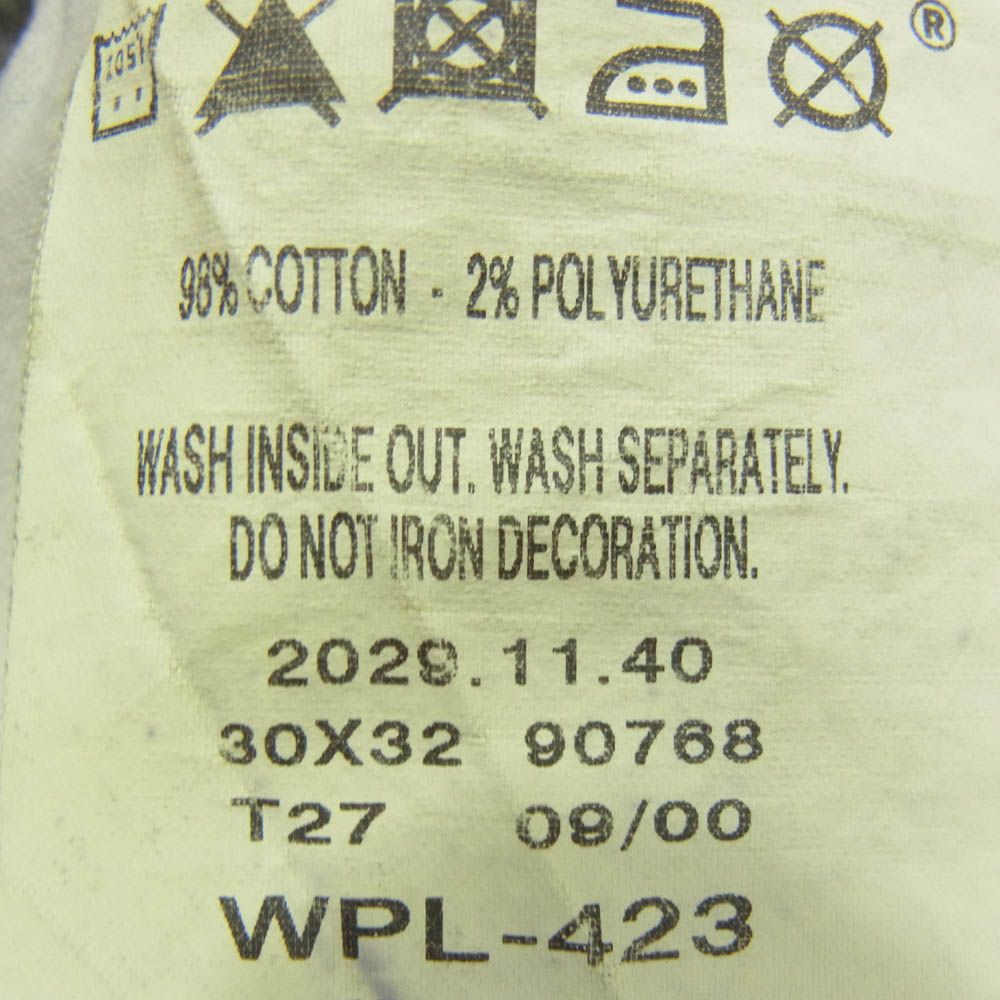 ®
98% COTTON - 2% POLYURETHANE
WASH INSIDE OUT. WASH SEPARATELY.
DO NOT IRON DECORATION.
2029.11.40
30X32 90768
T27 09/00
WPL-423